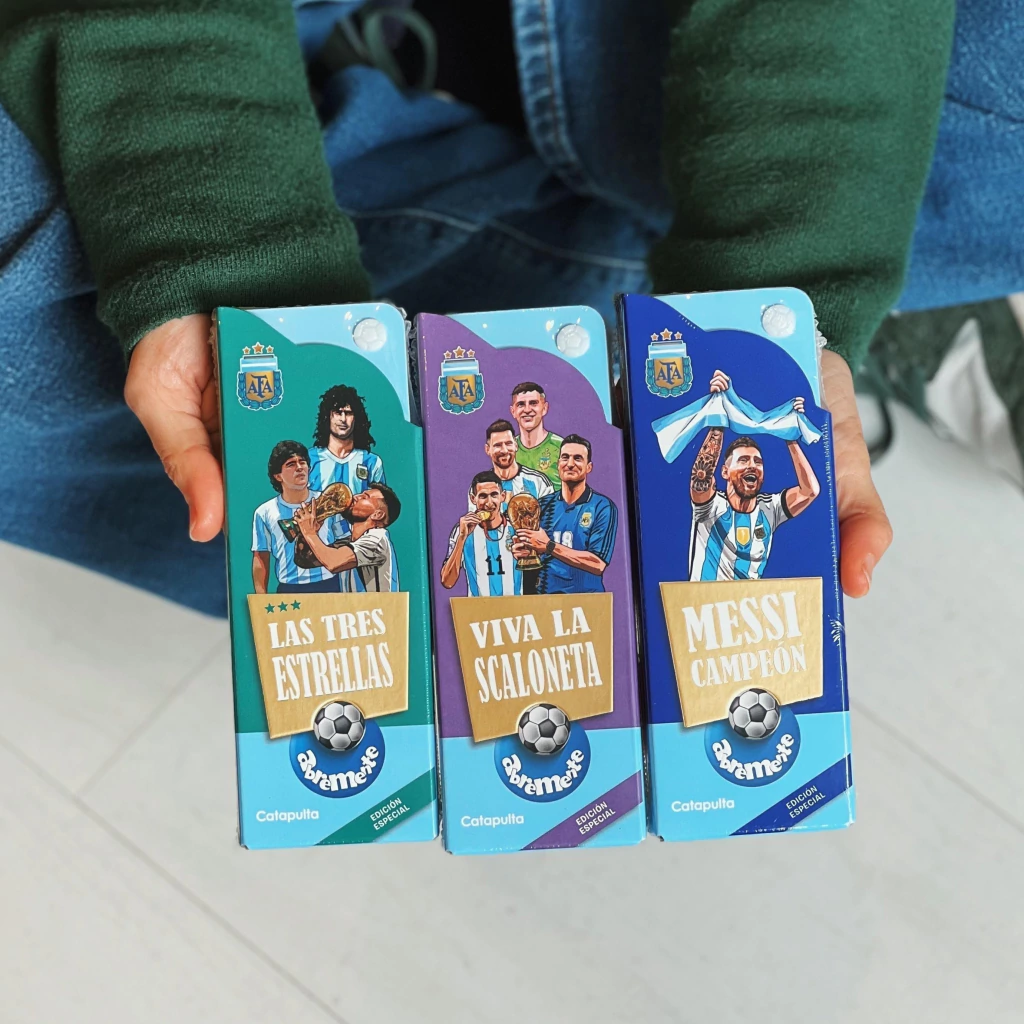 AFA
LAS TRES
ESTRELLAS
abremente
Catapulta
EDICIÓN
ESPECIAL
AFA
11
VIVA LA
SCALONETA
abremente
Catapulta
EDICIÓN
ESPECIAL
AFA
MESSI
CAMPEÓN
abremente
Catapulta
EDICIÓN
ESPECIAL